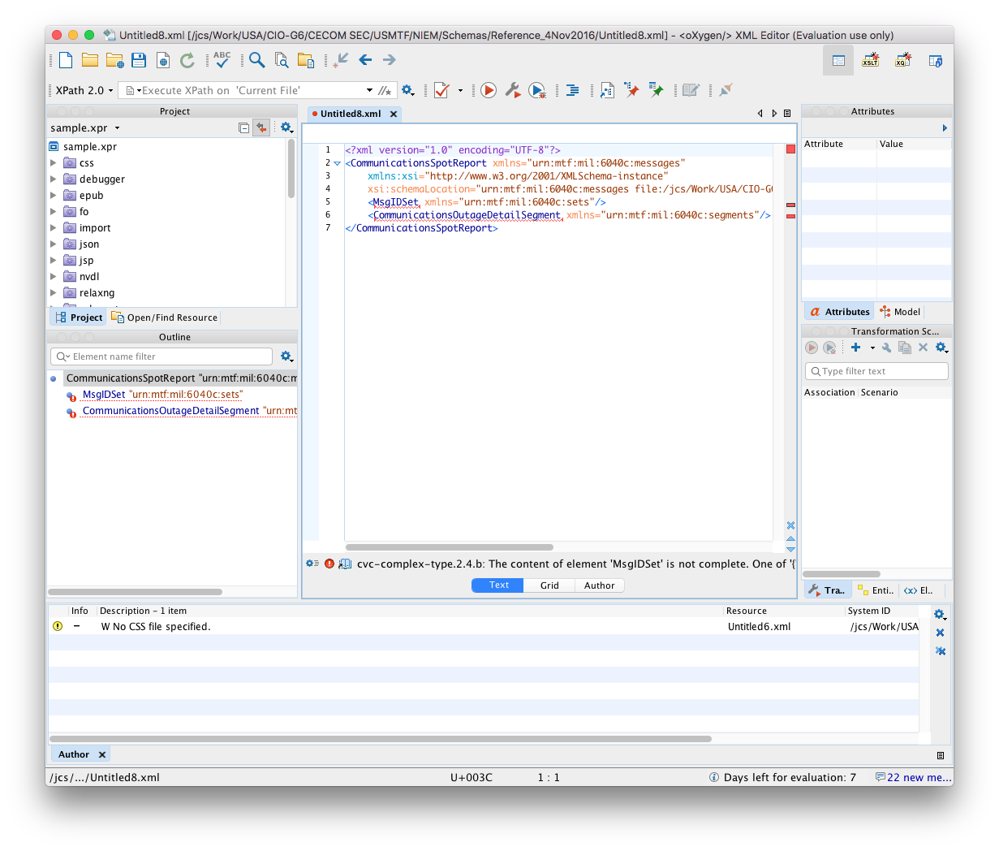 Untitled8.xml [/jcs/Work/USA/CIO-G6/CECOM SEC/USMTF/NIEM/Schemas/Reference_4Nov2016/Untitled8.xml] - <oXygen/> XML Editor (Evaluation use only)
ABC
XSLT
XQ
XPath 2.0
Execute XPath on 'Current File'
Project
sample.xpr
sample.xpr
css
debugger
epub
fo
import
json
jsp
nvdl
relaxng
Project
Open/Find Resource
Outline
Element name filter
CommunicationsSpotReport "urn:mtf:mil:6040c:m
MsgIDSet "urn:mtf:mil:6040c:sets"
CommunicationsOutageDetailSegment "urn:mt
Untitled8.xml
1 <?xml version="1.0" encoding="UTF-8"?>
2 <CommunicationsSpotReport xmlns="urn:mtf:mil:6040c:messages"
3 xmlns:xsi="http://www.w3.org/2001/XMLSchema-instance"
4 xsi:schemaLocation="urn:mtf:mil:6040c:messages file:/jcs/Work/USA/CIO-G
5 <MsgIDSet xmlns="urn:mtf:mil:6040c:sets"/>
6 <CommunicationsOutageDetailSegment xmlns="urn:mtf:mil:6040c:segments"/>
7 </CommunicationsSpotReport>
cvc-complex-type.2.4.b: The content of element 'MsgIDSet' is not complete. One of '{
Text
Grid
Author
Attributes
Attribute
Value
Attributes
Model
Transformation Sc...
Type filter text
Association
Scenario
Tra..
Enti..
El..
Info
Description - 1 item
Resource
System ID
W No CSS file specified.
Untitled6.xml
/jcs/Work/USA
Author
/jcs/.../Untitled8.xml
U+003C
1 : 1
Days left for evaluation: 7
22 new me...